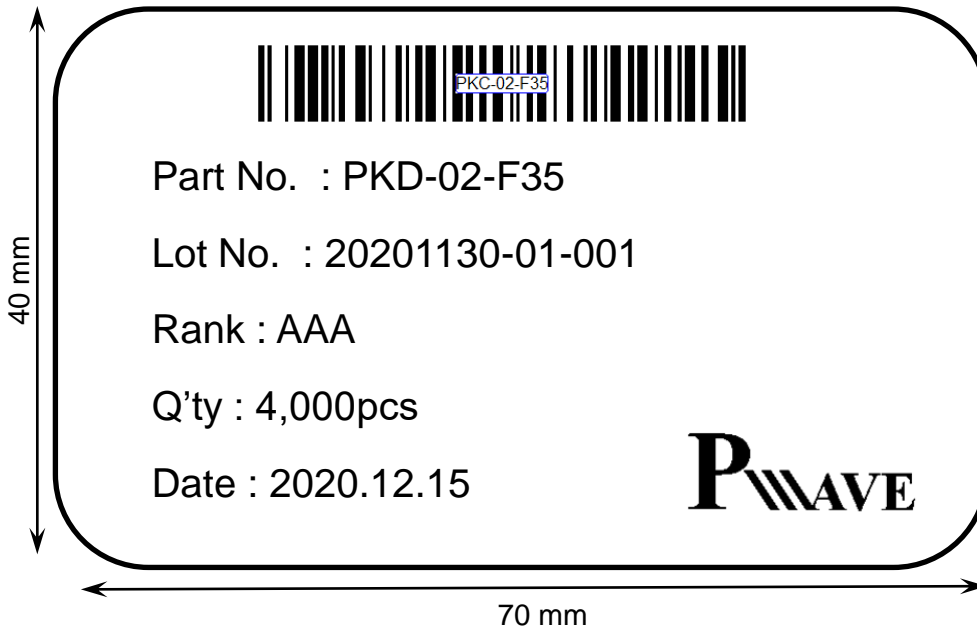 PKC-02-F35
Part No. : PKD-02-F35
Lot No. : 20201130-01-001
40 mm
Rank : AAA
Q’ty : 4,000pcs
Date : 2020.12.15
PWAVE
70 mm